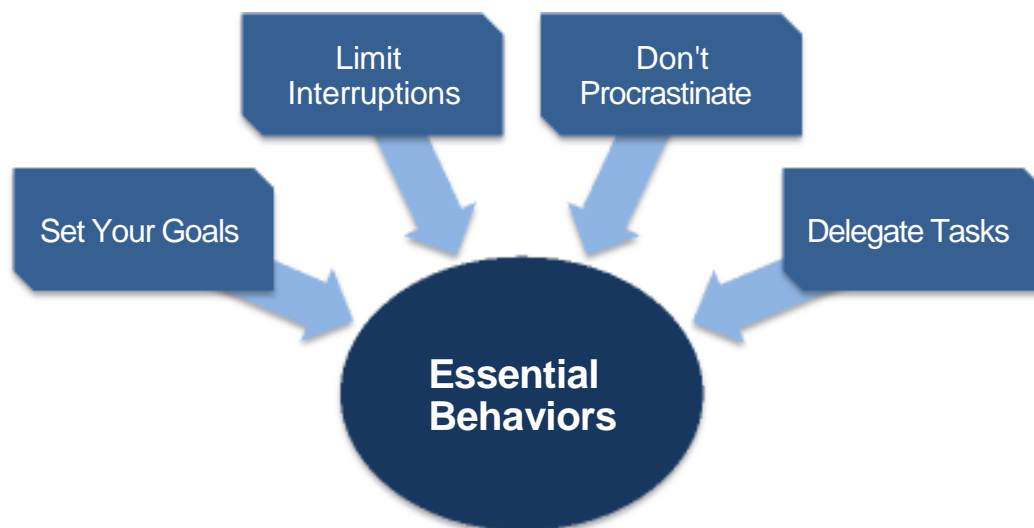 Limit
Interruptions
Don't
Procrastinate
Set Your Goals
Delegate Tasks
Essential
Behaviors